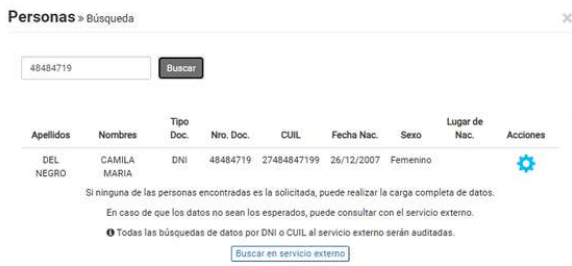 Personas » Búsqueda
×
48484719 Buscar
Apellidos Nombres Tipo Doc. Nro. Doc. CUIL Fecha Nac. Sexo Lugar de Nac. Acciones
DEL NEGRO CAMILA MARIA DNI 48484719 27484847199 26/12/2007 Femenino
Si ninguna de las personas encontradas es la solicitada, puede realizar la carga completa de datos.
En caso de que los datos no sean los esperados, puede consultar con el servicio externo.
Todas las búsquedas de datos por DNI o CUIL al servicio externo serán auditadas.
Buscar en servicio externo